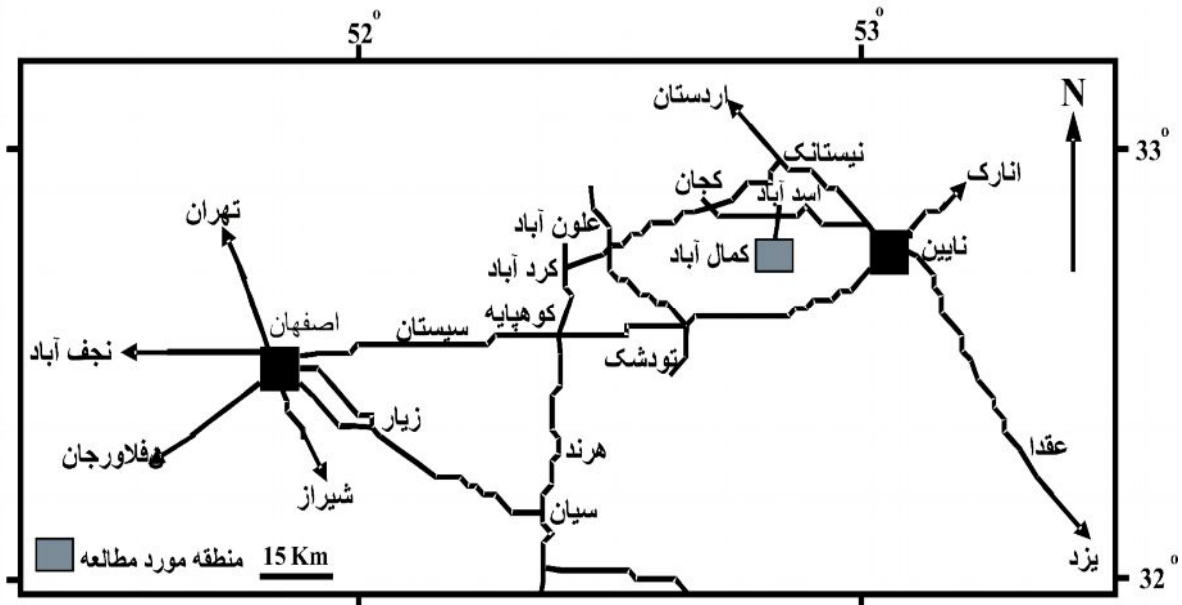 52°
53°
اردستان
N
33°
نیستانک
انارک
کجان
اسد آباد
تهران
علون آباد
کمال آباد
نایین
کرد آباد
کوهپایه
اصفهان
سیستان
نجف آباد
تودشک
زیار
فلاورجان
هرند
عقدا
شیراز
سیان
یزد
منطقه مورد مطالعه
15 Km
32°